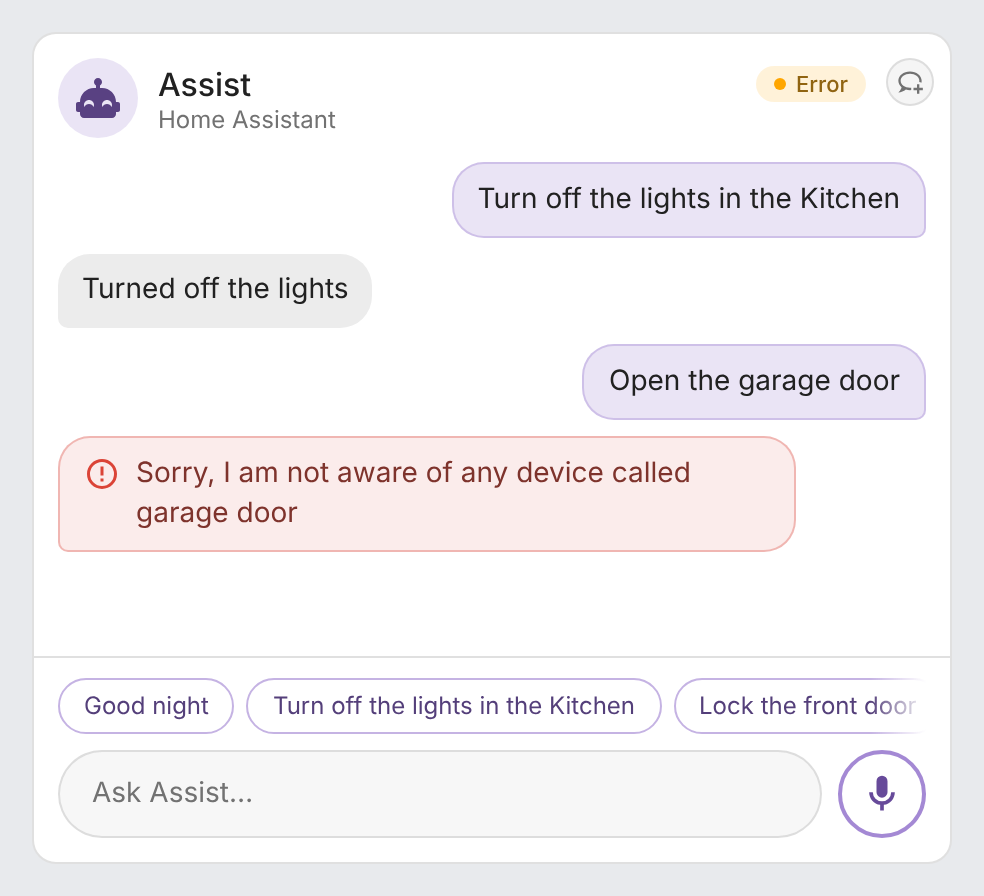 Assist
Home Assistant
Error
Turn off the lights in the Kitchen
Turned off the lights
Open the garage door
Sorry, I am not aware of any device called
garage door
Good night
Turn off the lights in the Kitchen
Lock the front door
Ask Assist...